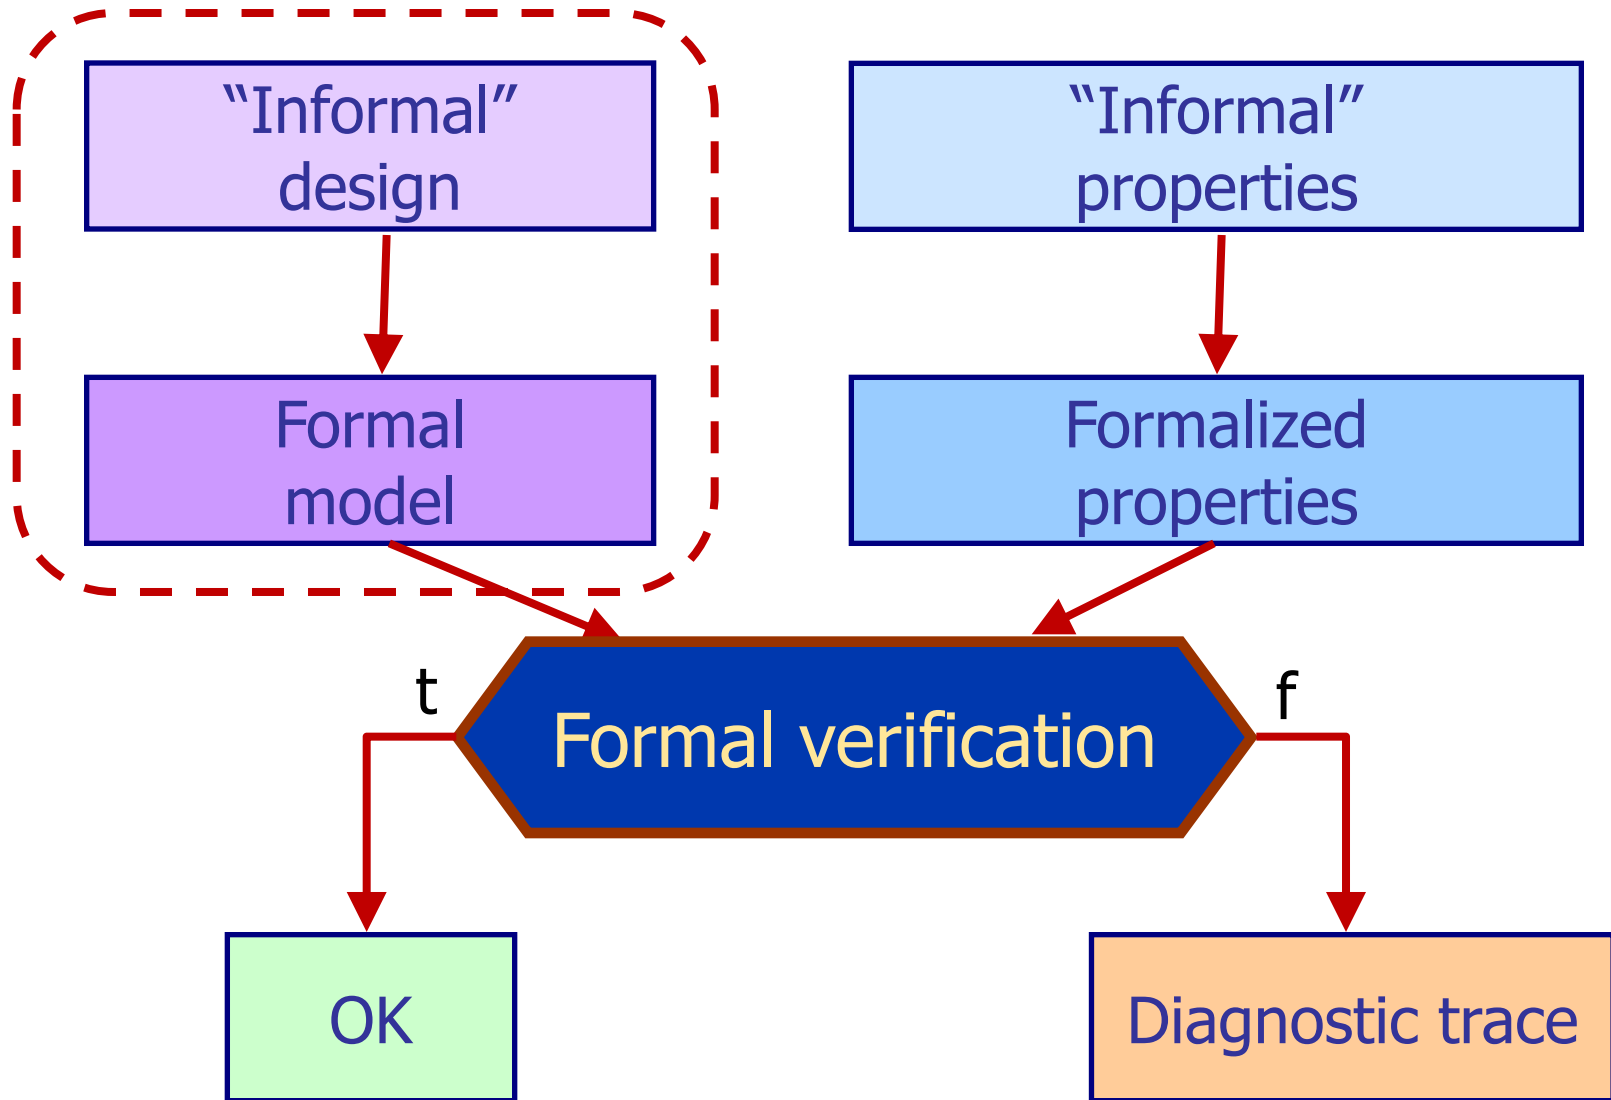 “Informal”
design
“Informal”
properties
Formal
model
Formalized
properties
t
f
Formal verification
OK
Diagnostic trace